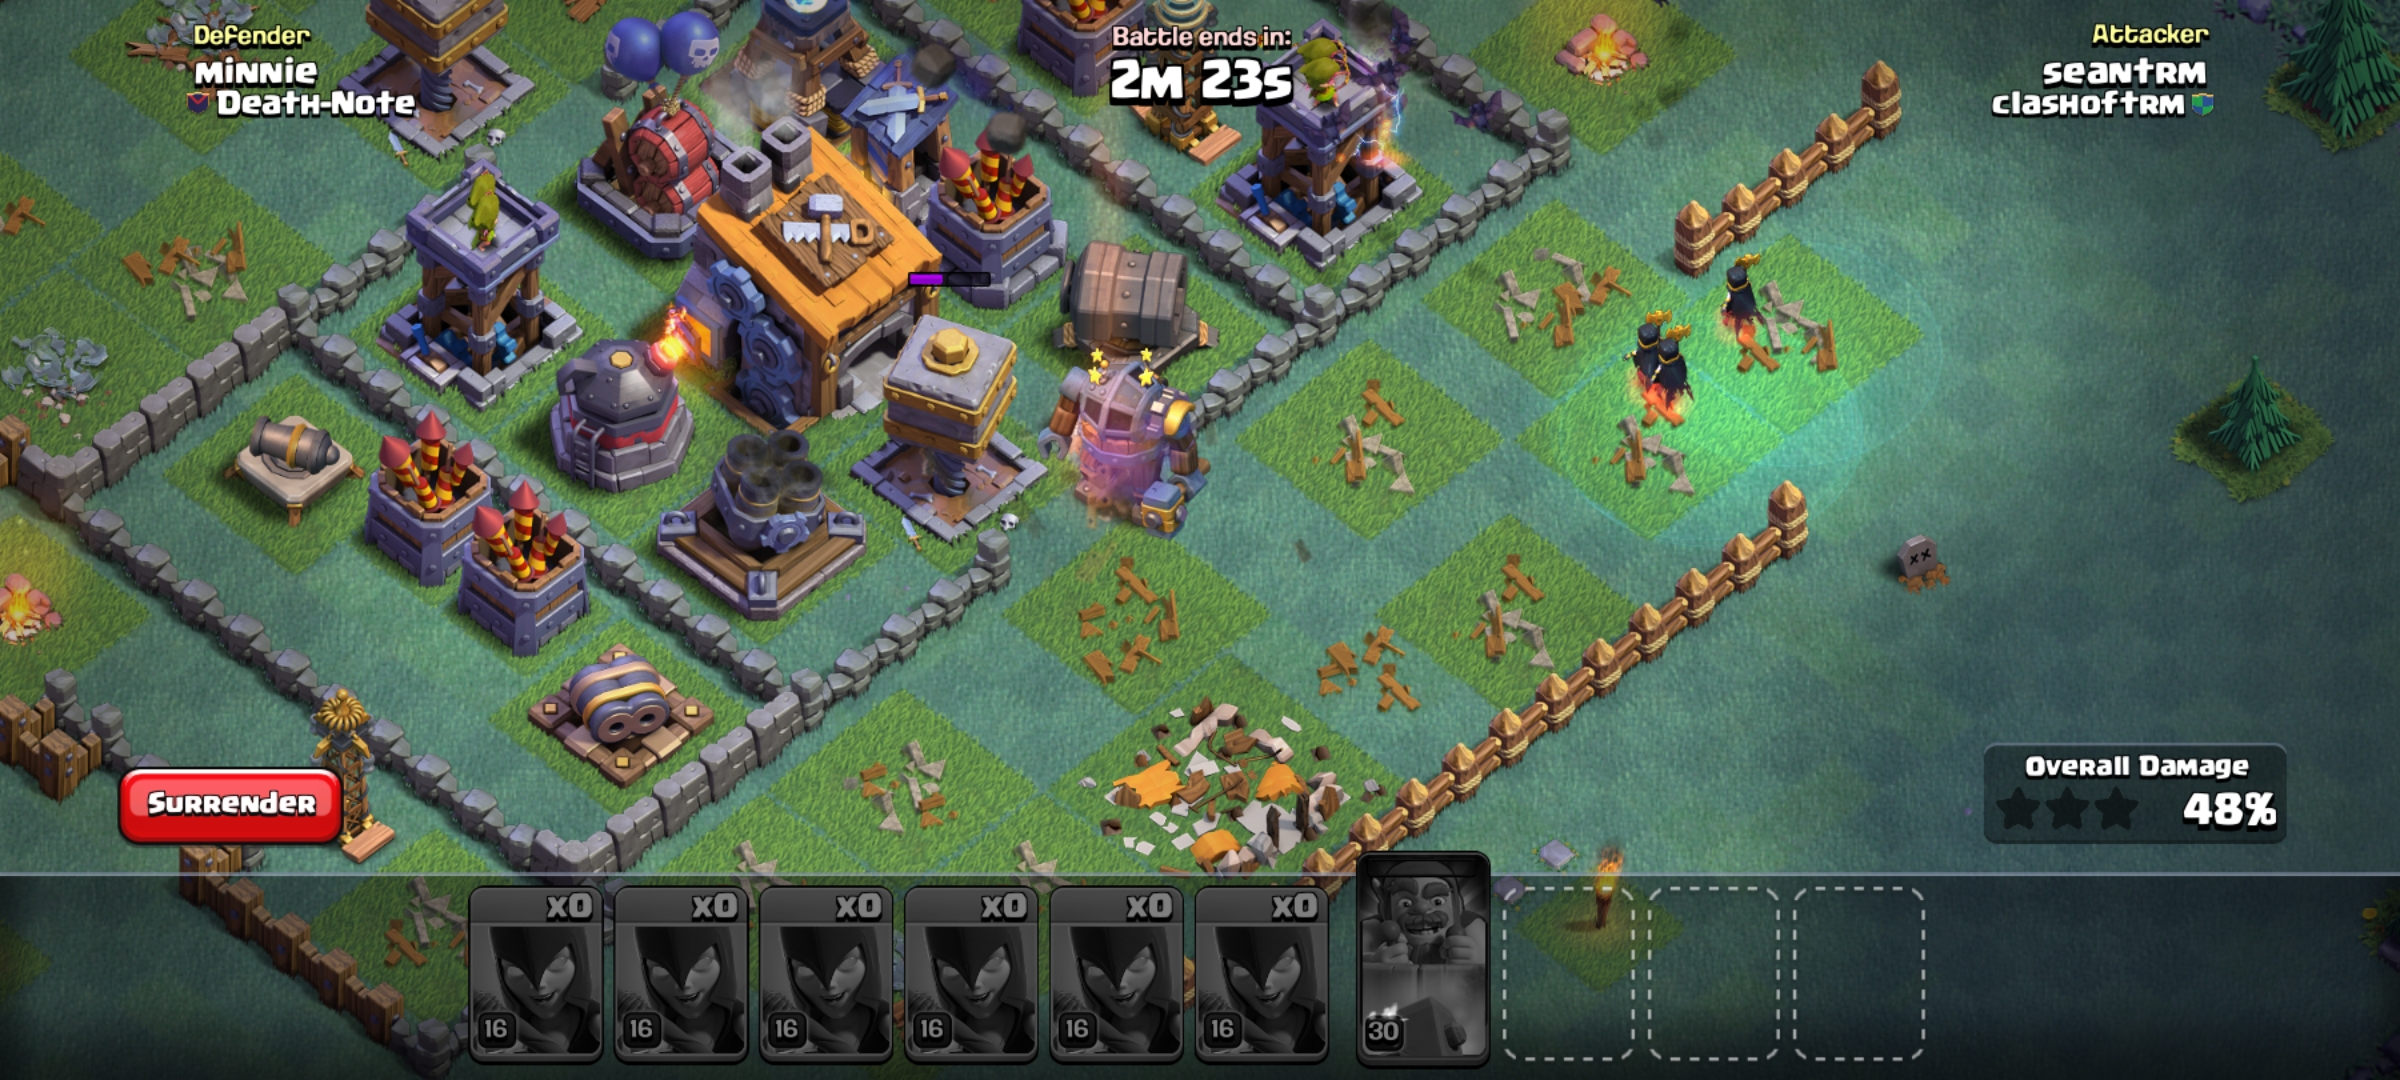 Defender
minnie
Death-Note
Battle ends in:
2m 23s
Attacker
seantrm
clashoftrm
Surrender
Overall Damage
48%
x0
x0
x0
x0
x0
x0
16
16
16
16
16
16
30